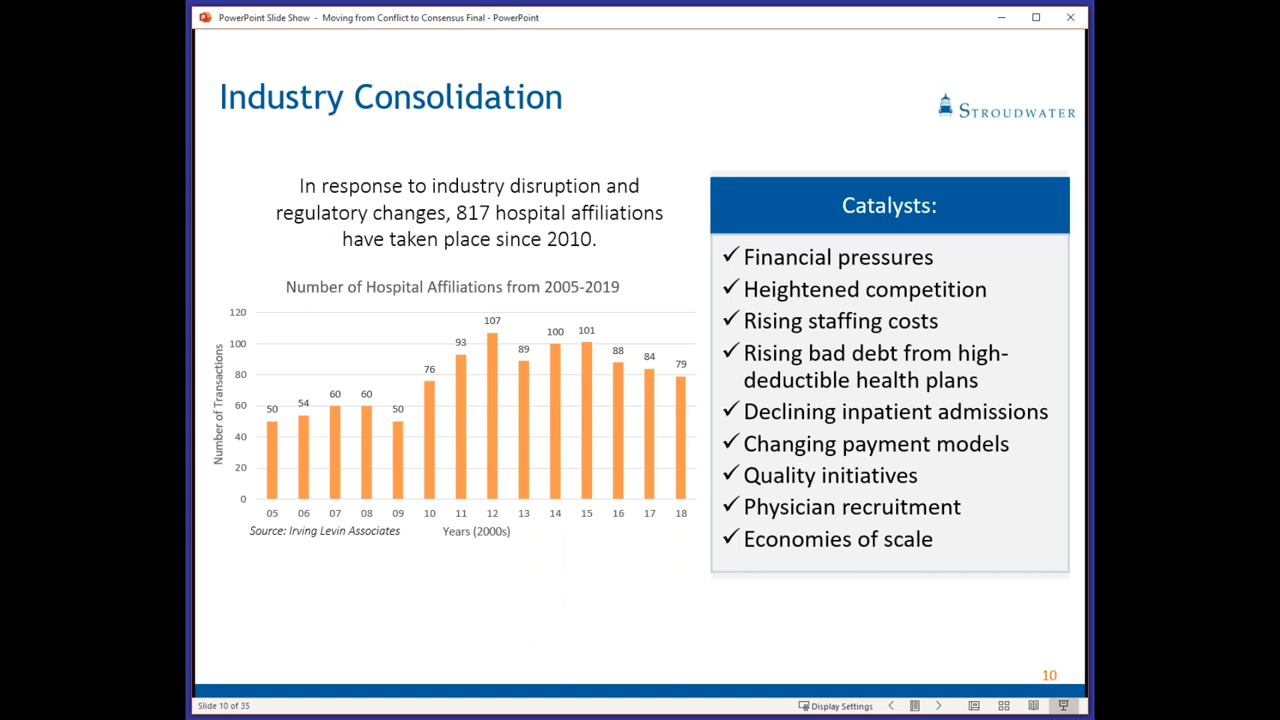 PowerPoint Slide Show - Moving from Conflict to Consensus Final - PowerPoint
Industry Consolidation
STROUDWATER
In response to industry disruption and
regulatory changes, 817 hospital affiliations
have taken place since 2010.
Number of Hospital Affiliations from 2005-2019
Number of Transactions
120
100
80
60
40
20
0
50
54
60
60
50
76
93
107
89
100
101
88
84
79
05 06 07 08 09 10 11 12 13 14 15 16 17 18
Source: Irving Levin Associates
Years (2000s)
Catalysts:
✓ Financial pressures
✓ Heightened competition
✓ Rising staffing costs
✓ Rising bad debt from high-
deductible health plans
✓ Declining inpatient admissions
✓ Changing payment models
✓ Quality initiatives
✓ Physician recruitment
✓ Economies of scale
10
Slide 10 of 35
Display Settings